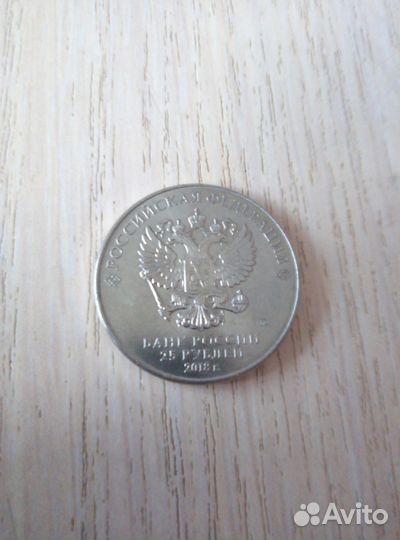 РОССИЙСКАЯ ФЕДЕРАЦИЯ
БАНК РОССИИ
25 РУБЛЕЙ
2018 г.
Avito